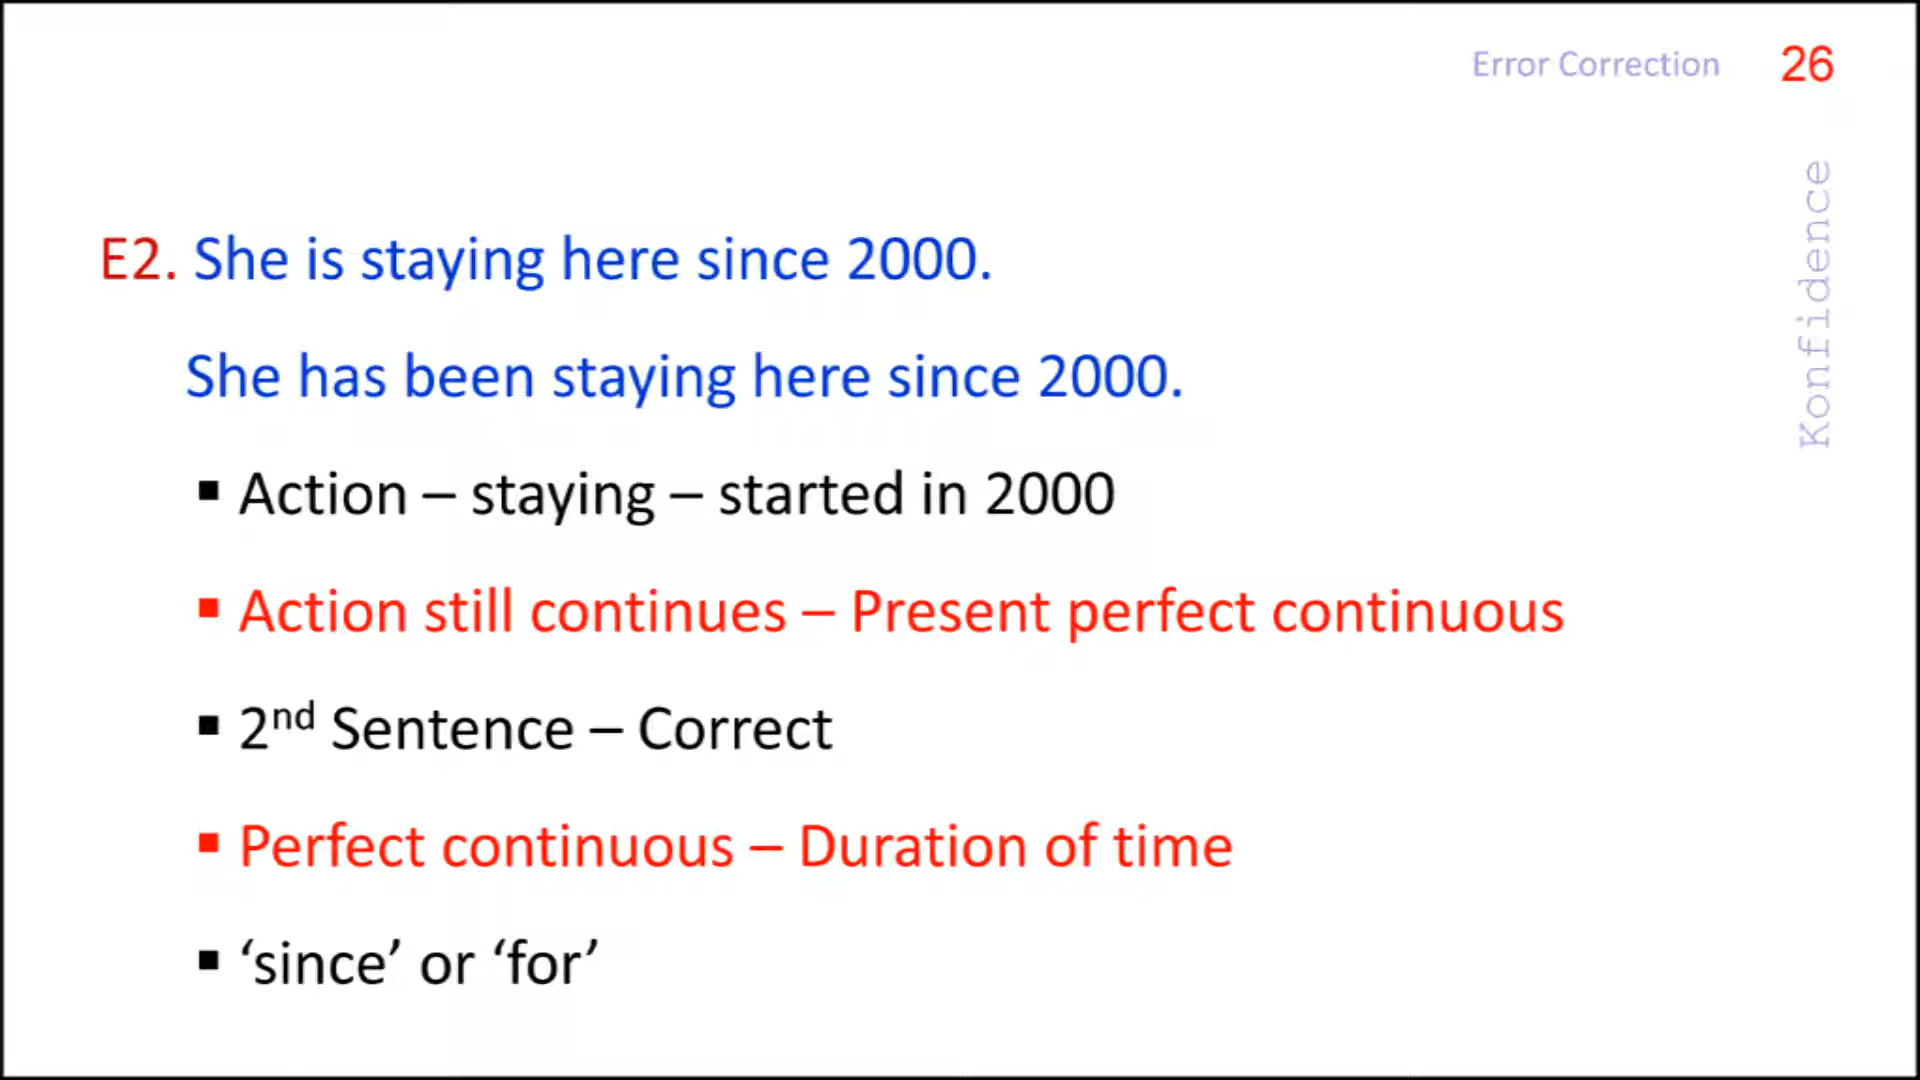 Error Correction 26
Konfidence
E2. She is staying here since 2000.
She has been staying here since 2000.
▪ Action – staying – started in 2000
▪ Action still continues – Present perfect continuous
▪ 2nd Sentence – Correct
▪ Perfect continuous – Duration of time
▪ ‘since’ or ‘for’